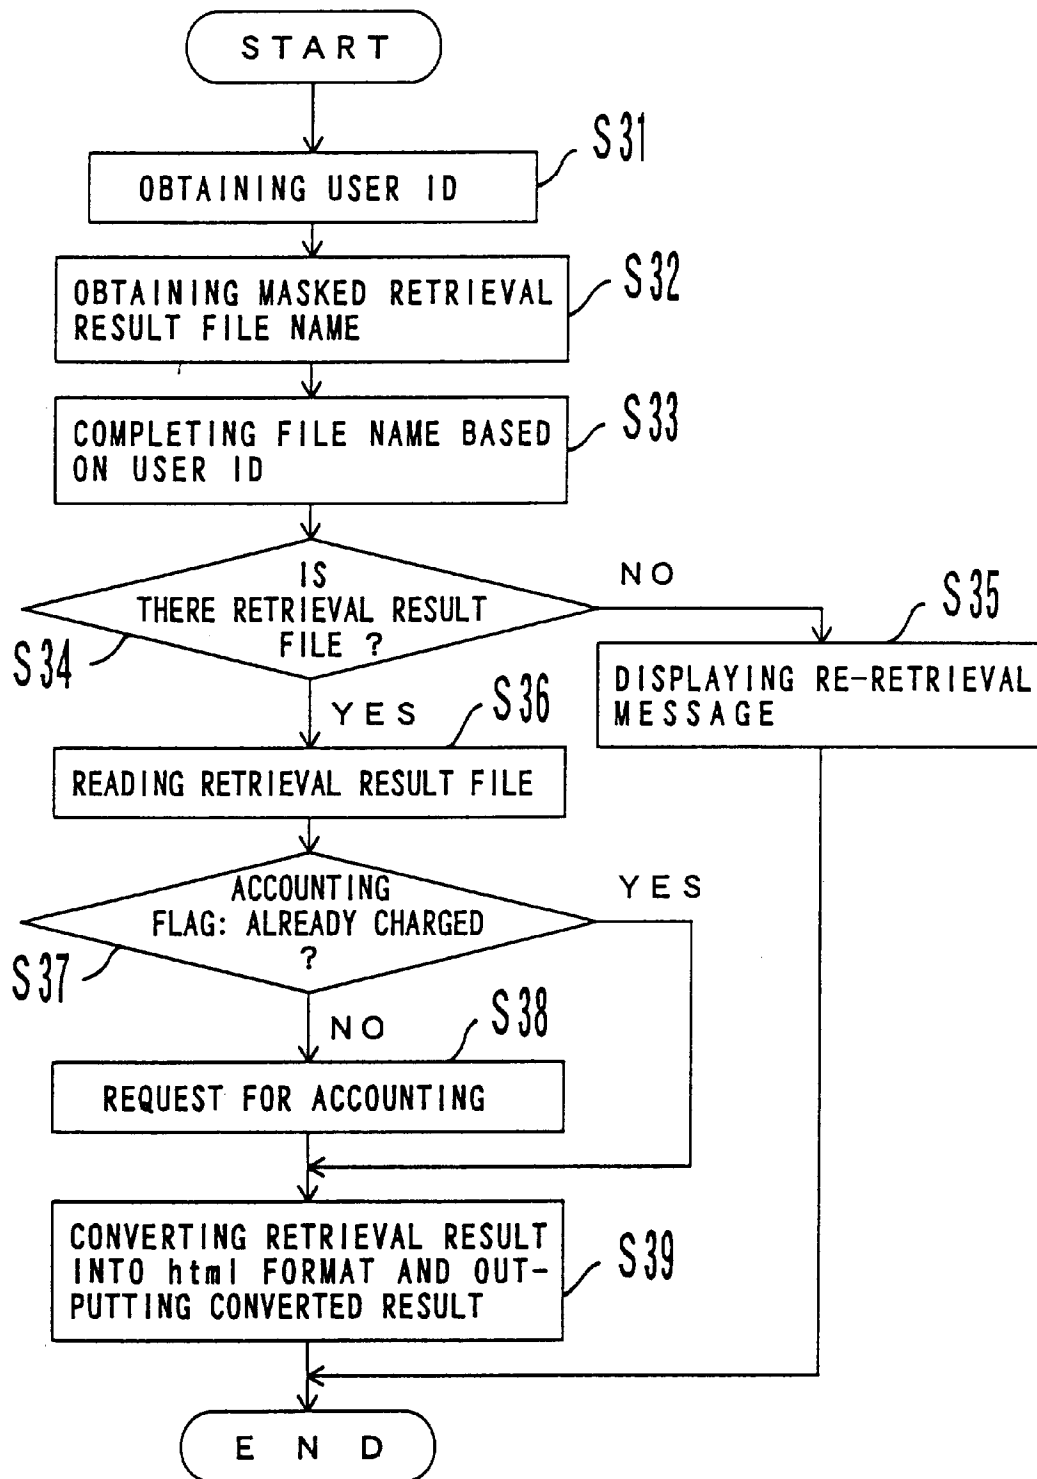 START
S31
OBTAINING USER ID
S32
OBTAINING MASKED RETRIEVAL
RESULT FILE NAME
S33
COMPLETING FILE NAME BASED
ON USER ID
IS
THERE RETRIEVAL RESULT
FILE ?
S34
NO
S35
DISPLAYING RE-RETRIEVAL
MESSAGE
YES
S36
READING RETRIEVAL RESULT FILE
ACCOUNTING
FLAG: ALREADY CHARGED
?
S37
YES
NO
S38
REQUEST FOR ACCOUNTING
CONVERTING RETRIEVAL RESULT
INTO html FORMAT AND OUT-
PUTTING CONVERTED RESULT
S39
END